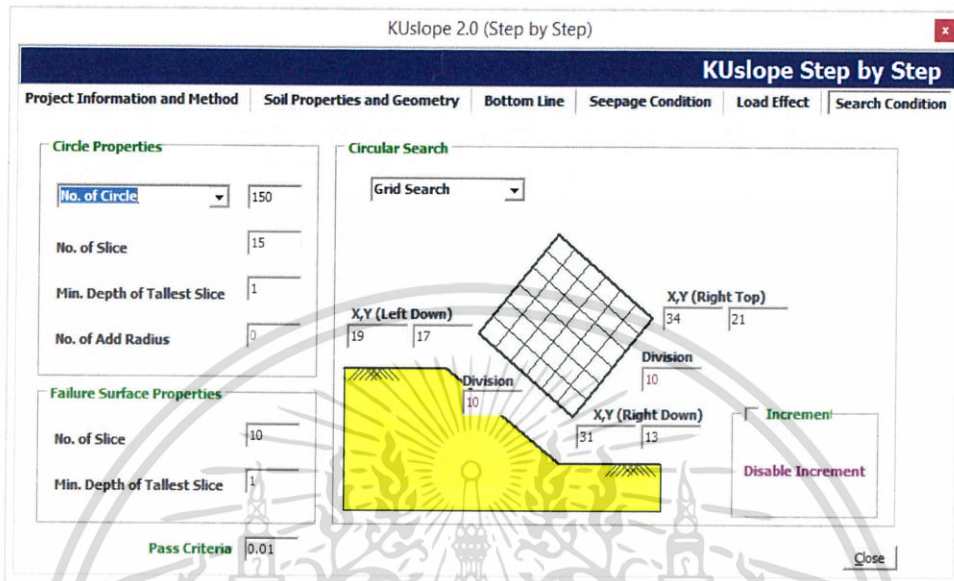 KUslope 2.0 (Step by Step)
x
KUslope Step by Step
Project Information and Method
Soil Properties and Geometry
Bottom Line
Seepage Condition
Load Effect
Search Condition
Circle Properties
No. of Circle
150
No. of Slice
15
Min. Depth of Tallest Slice
1
No. of Add Radius
0
Failure Surface Properties
No. of Slice
10
Min. Depth of Tallest Slice
1
Pass Criteria
0.01
Circular Search
Grid Search
X,Y (Left Down)
19 17
X,Y (Right Top)
34 21
Division
10
Division
10
X,Y (Right Down)
31 13
Increment
Disable Increment
Close